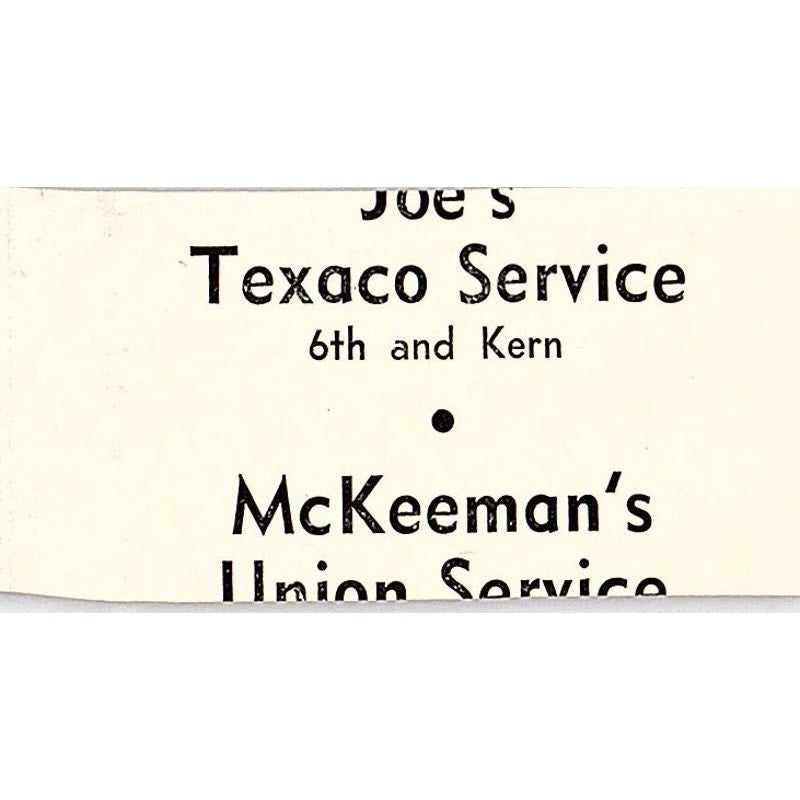 Joe's
Texaco Service
6th and Kern
•
McKeeman's
Union Service